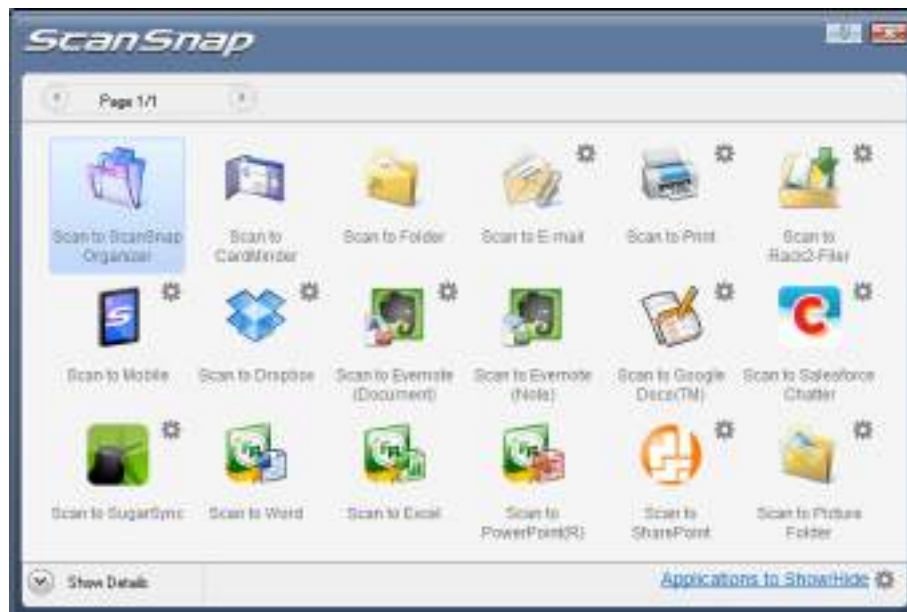 ScanSnap
Page 1/1
Scan to ScanSnap
Organizer
Scan to
CardMinder
Scan to Folder
Scan to E-mail
Scan to Print
Scan to
Rack2-Filer
Scan to Mobile
Scan to Dropbox
Scan to Evernote
(Document)
Scan to Evernote
(Note)
Scan to Google
Docs(TM)
Scan to Salesforce
Chatter
Scan to SugarSync
Scan to Word
Scan to Excel
Scan to
PowerPoint(R)
Scan to
SharePoint
Scan to Picture
Folder
Show Details
Applications to Show/Hide